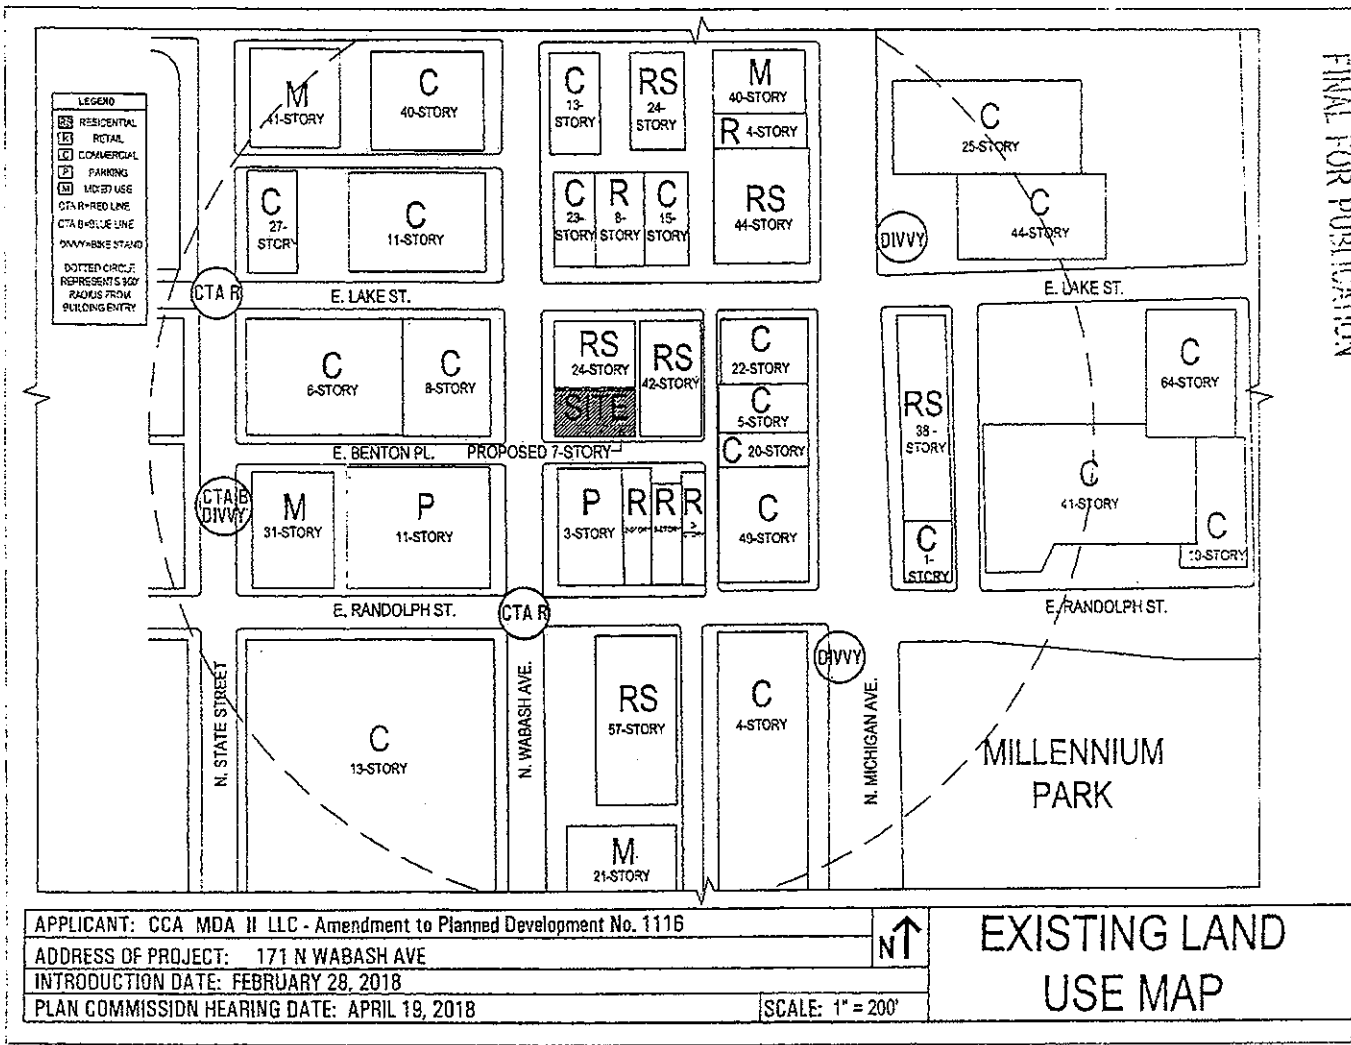 FINAL FOR PUBLICATION
LEGEND
RS RESIDENTIAL
R RETAIL
C COMMERCIAL
P PARKING
M MIXED USE
CTA R=RED LINE
CTA B=BLUE LINE
DIVVY=BIKE STAND
DOTTED CIRCLE
REPRESENTS
RADIUS FROM
BUILDING ENTRY
M
41-STORY
C
40-STORY
C
13-
STORY
RS
24-
STORY
M
40-STORY
R 4-STORY
C
25-STORY
C
27-
STORY
C
11-STORY
C
23-
STORY
R
8-
STORY
C
15-
STORY
RS
44-STORY
C
44-STORY
DIVVY
CTA R
E. LAKE ST.
E. LAKE ST.
C
6-STORY
C
8-STORY
RS
24-STORY
SITE
RS
42-STORY
C
22-STORY
C
5-STORY
C 20-STORY
RS
38-
STORY
C
1-
STORY
C
64-STORY
C
41-STORY
C
10-STORY
E. BENTON PL.
PROPOSED 7-STORY
CTA B
DIVVY
M
31-STORY
P
11-STORY
P
3-STORY
R
R
R
C
49-STORY
E. RANDOLPH ST.
CTA R
E. RANDOLPH ST.
DIVVY
N. STATE STREET
C
13-STORY
N. WABASH AVE.
RS
57-STORY
M
21-STORY
C
4-STORY
N. MICHIGAN AVE.
MILLENNIUM
PARK
APPLICANT: CCA MDA II LLC - Amendment to Planned Development No. 1116
ADDRESS OF PROJECT: 171 N WABASH AVE
INTRODUCTION DATE: FEBRUARY 28, 2018
PLAN COMMISSION HEARING DATE: APRIL 19, 2018
SCALE: 1" = 200'
N
EXISTING LAND
USE MAP